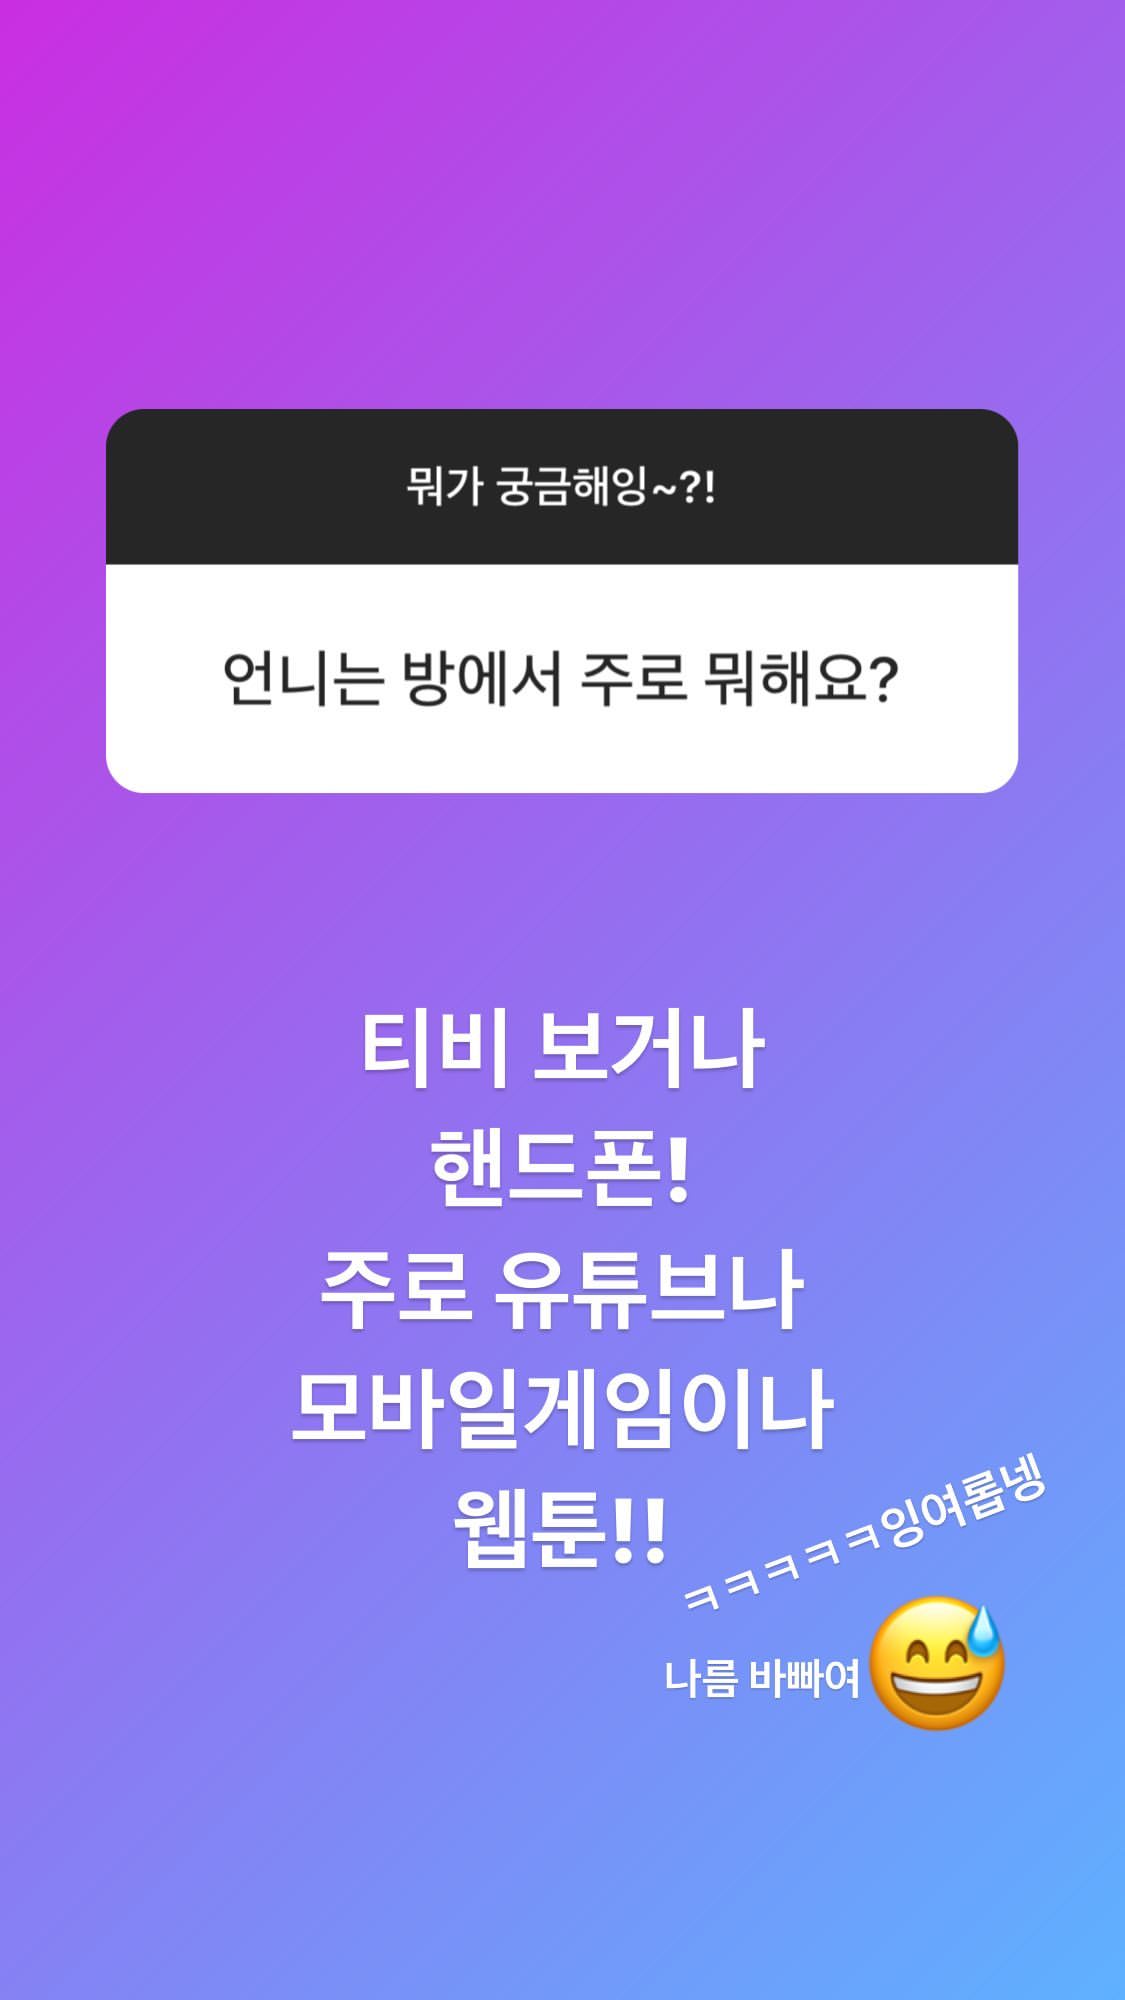 뭐가 궁금해잉~?!
언니는 방에서 주로 뭐해요?
티비 보거나
핸드폰!
주로 유튜브나
모바일게임이나
웹툰!!
ㅋㅋㅋㅋㅋ잉여롭넹
나름 바빠여😅